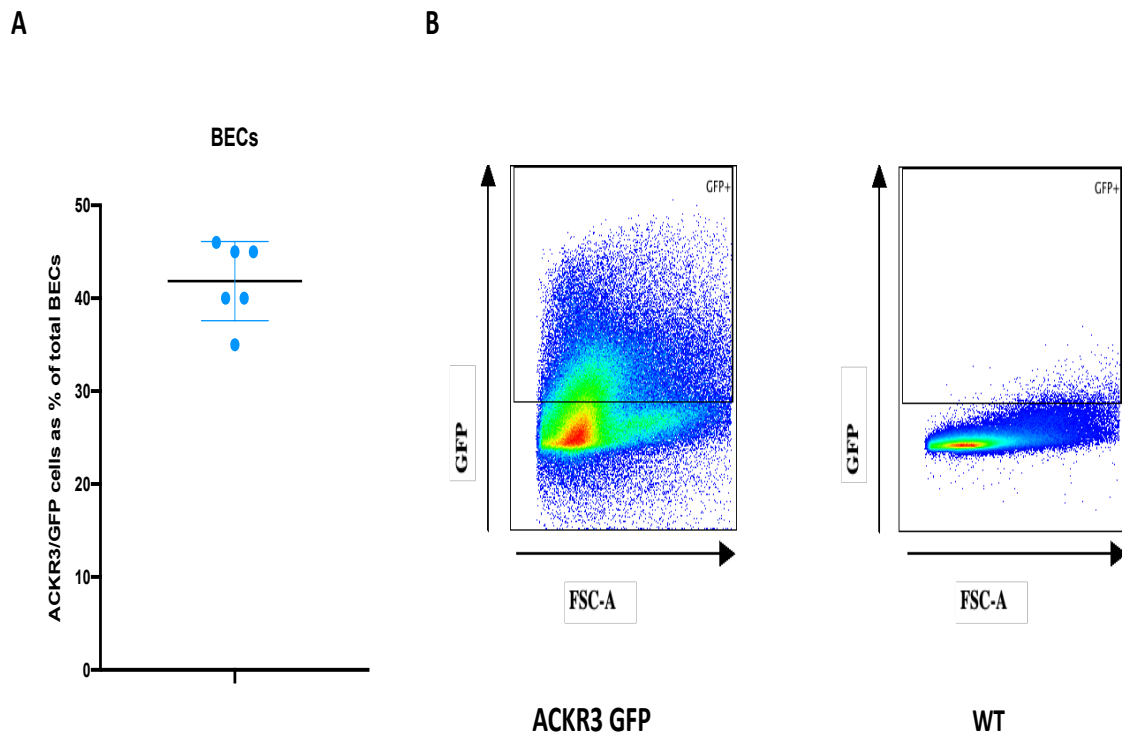 A
BECs
ACKR3/GFP cells as % of total BECs
50
40
30
20
10
0
B
GFP+
GFP
FSC-A
ACKR3 GFP
GFP+
GFP
FSC-A
WT